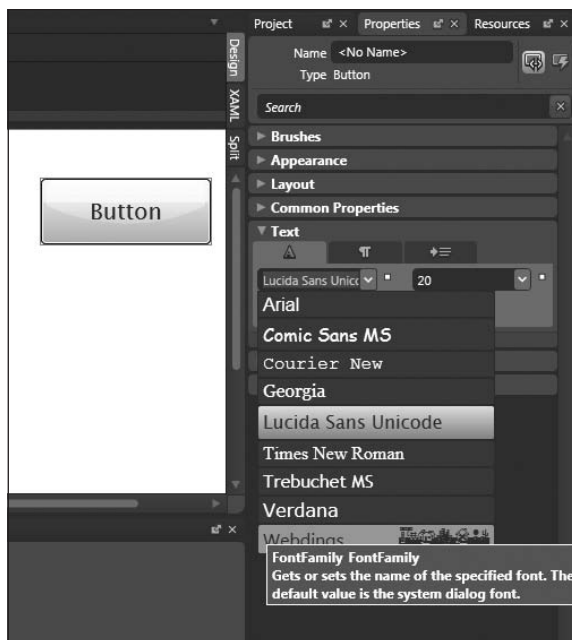 Project
Properties
Resources
Name <No Name>
Type Button
Search
Design
XAML
Split
Brushes
Appearance
Layout
Common Properties
Text
Lucida Sans Unic 20
Arial
Comic Sans MS
Courier New
Georgia
Lucida Sans Unicode
Times New Roman
Trebuchet MS
Verdana
Webdings
FontFamily FontFamily
Gets or sets the name of the specified font. The
default value is the system dialog font.
Button